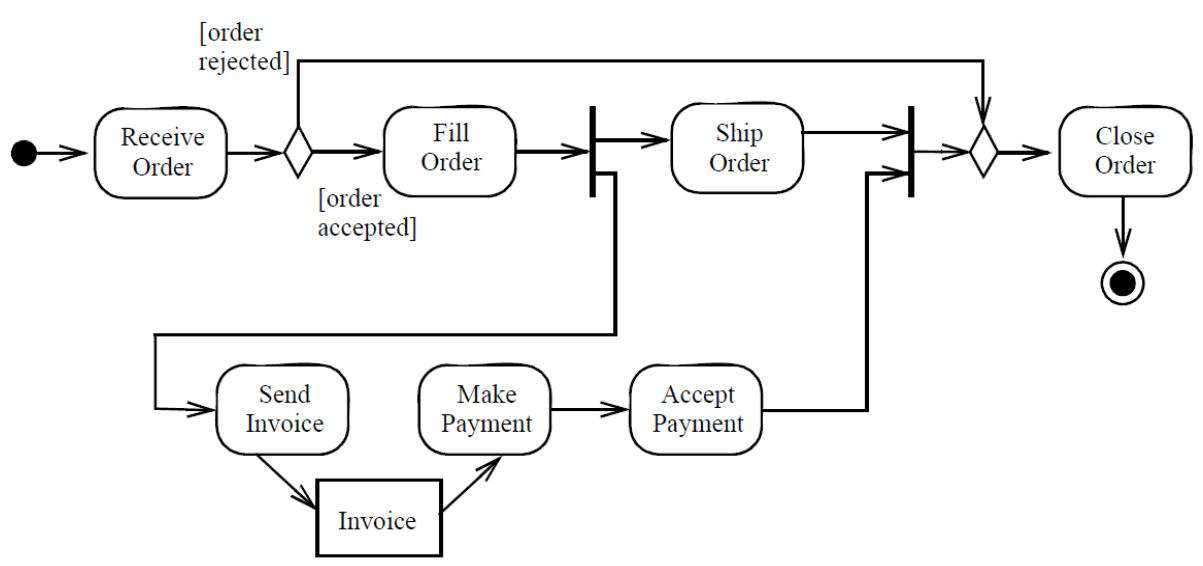 [order
rejected]
Receive
Order
Fill
Order
Ship
Order
Close
Order
[order
accepted]
Send
Invoice
Make
Payment
Accept
Payment
Invoice